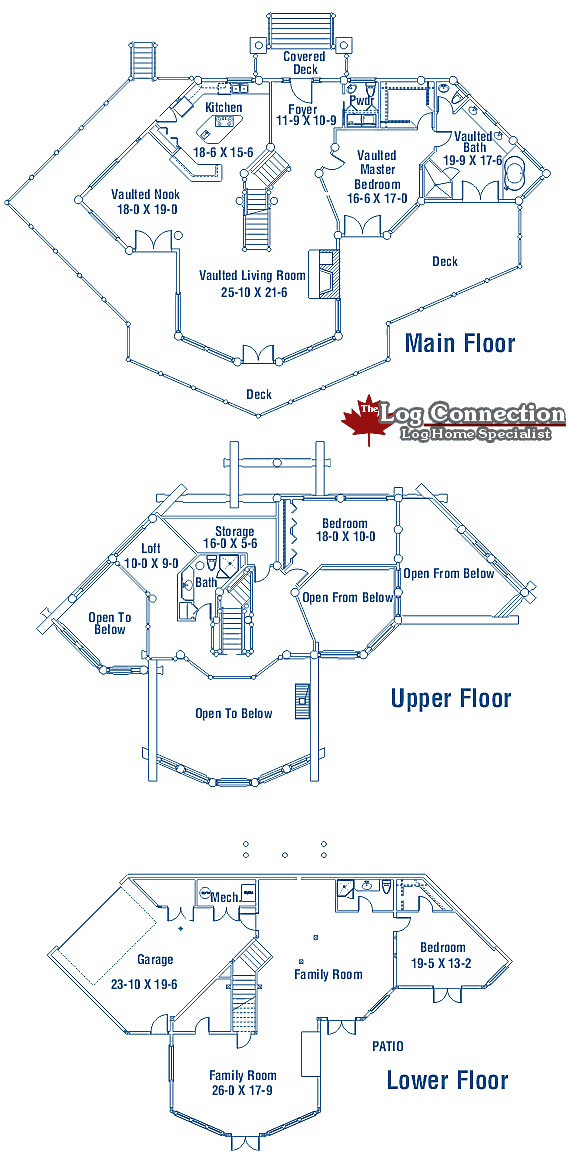 Covered
Deck
Kitchen
18-6 X 15-6
Foyer
11-9 X 10-9
Pwdr
Vaulted
Bath
19-9 X 17-6
Vaulted
Master
Bedroom
16-6 X 17-0
Vaulted Nook
18-0 X 19-0
Vaulted Living Room
25-10 X 21-6
Deck
Main Floor
Deck
The
Log Connection
Log Home Specialist
Storage
16-0 X 5-6
Bedroom
18-0 X 10-0
Loft
10-0 X 9-0
Bath
Open From Below
Open From Below
Open To
Below
Open To Below
Upper Floor
Mech.
Garage
23-10 X 19-6
Family Room
Bedroom
19-5 X 13-2
PATIO
Family Room
26-0 X 17-9
Lower Floor